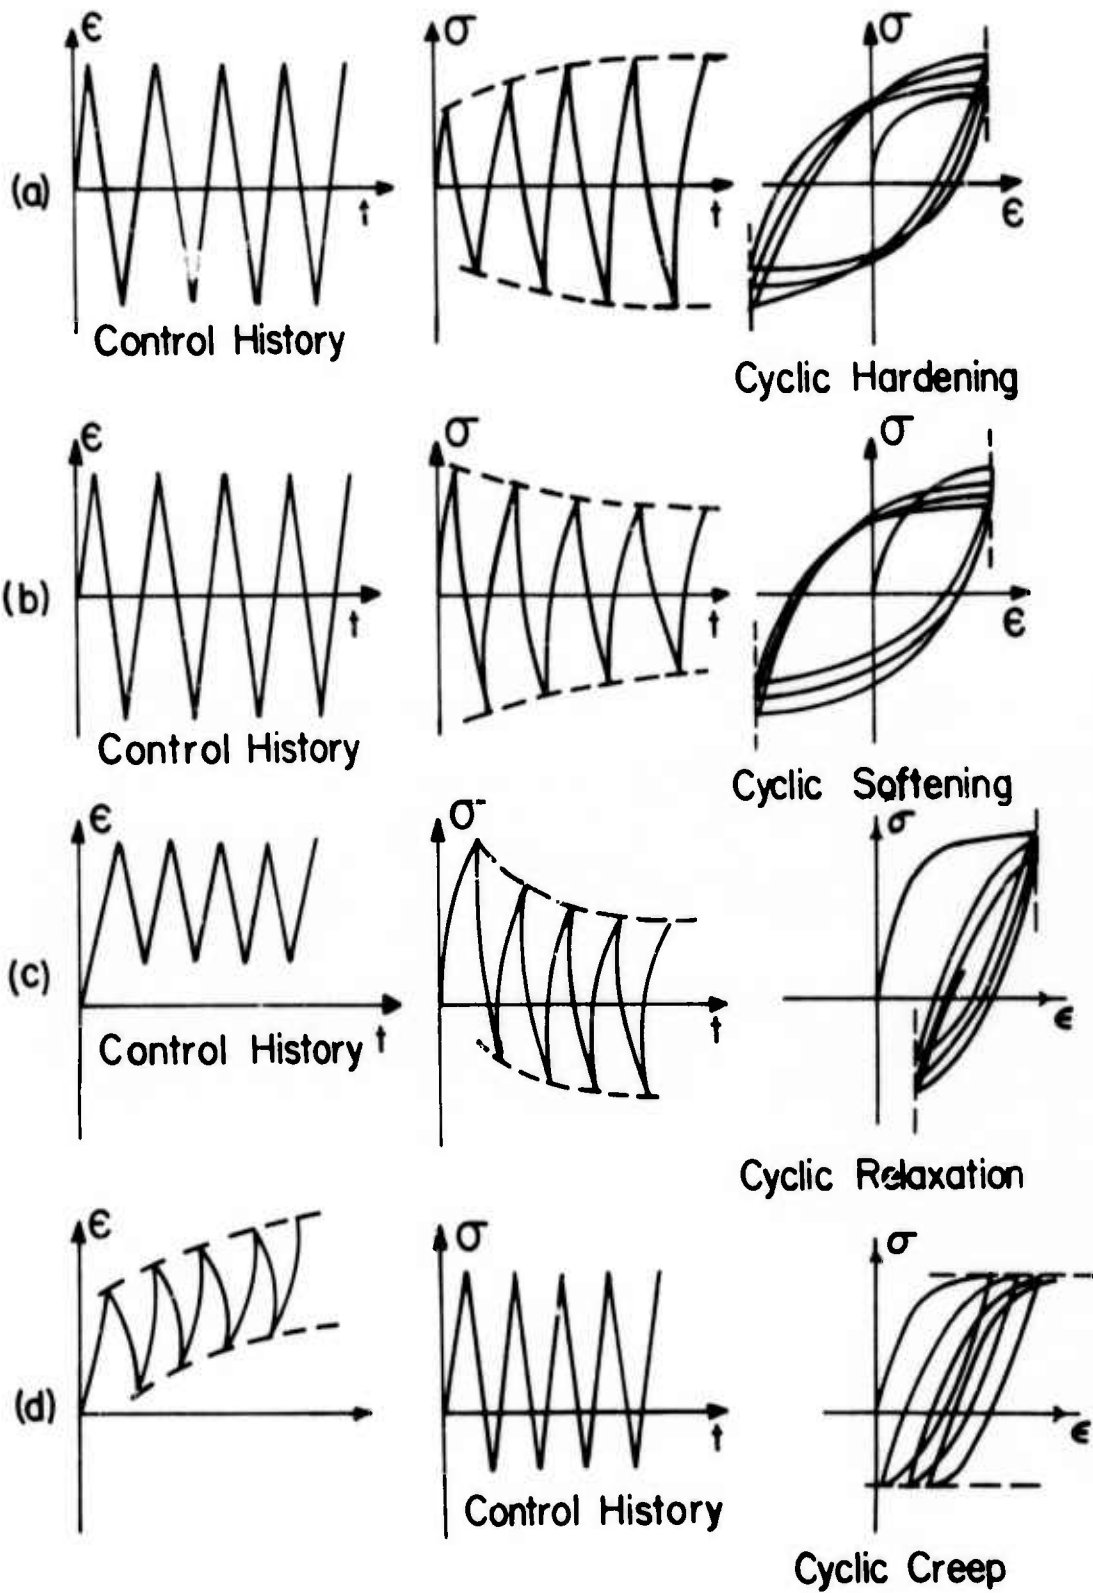 ϵ σ σ
(a) t t ϵ
Control History
Cyclic Hardening
ϵ σ σ
(b) t t ϵ
Control History
Cyclic Softening
ϵ σ σ
(c) t ϵ
Control History t
Cyclic Relaxation
ϵ σ σ
(d) t ϵ
Control History
Cyclic Creep